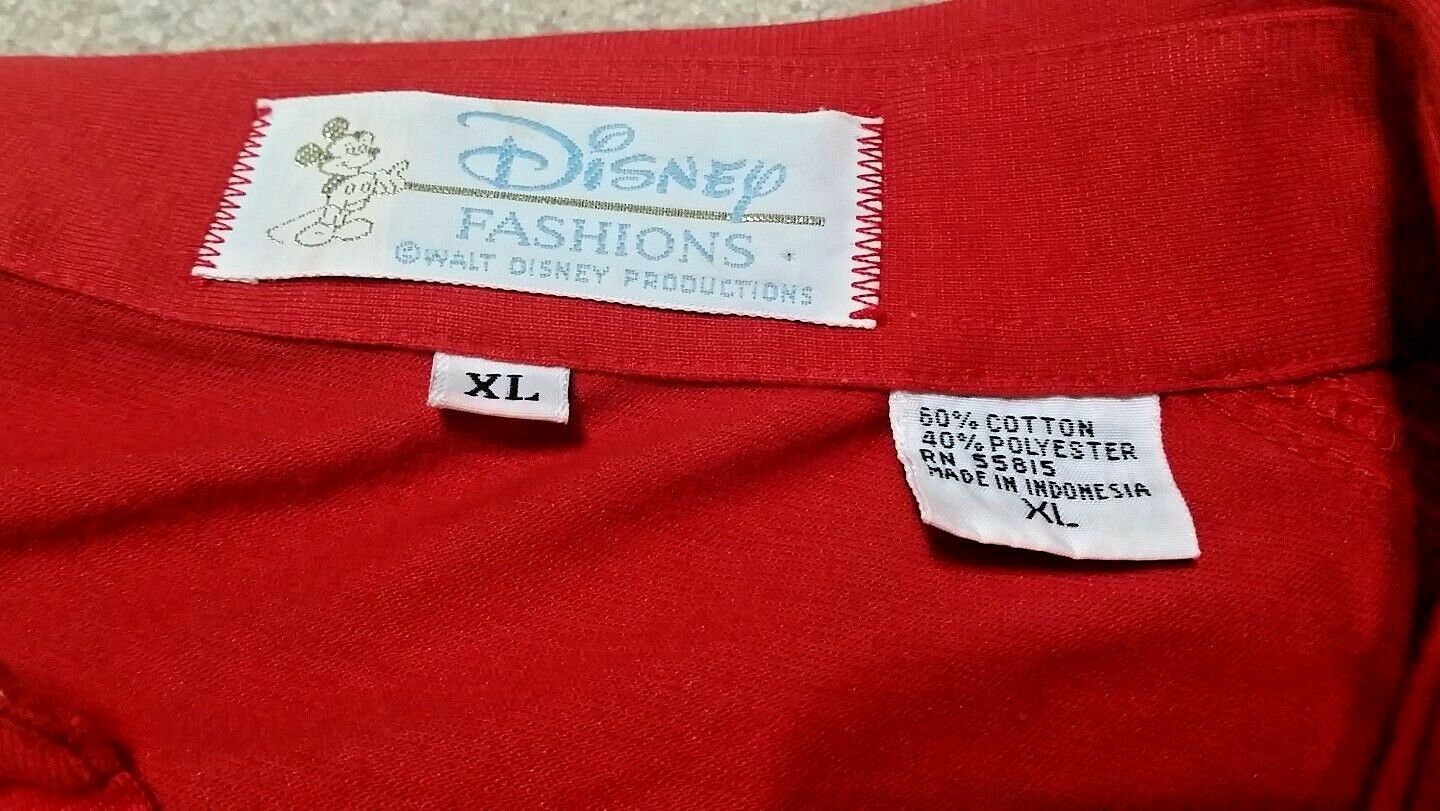 Disney
FASHIONS
©WALT DISNEY PRODUCTIONS
XL
60% COTTON
40% POLYESTER
RN 55815
MADE IN INDONESIA
XL